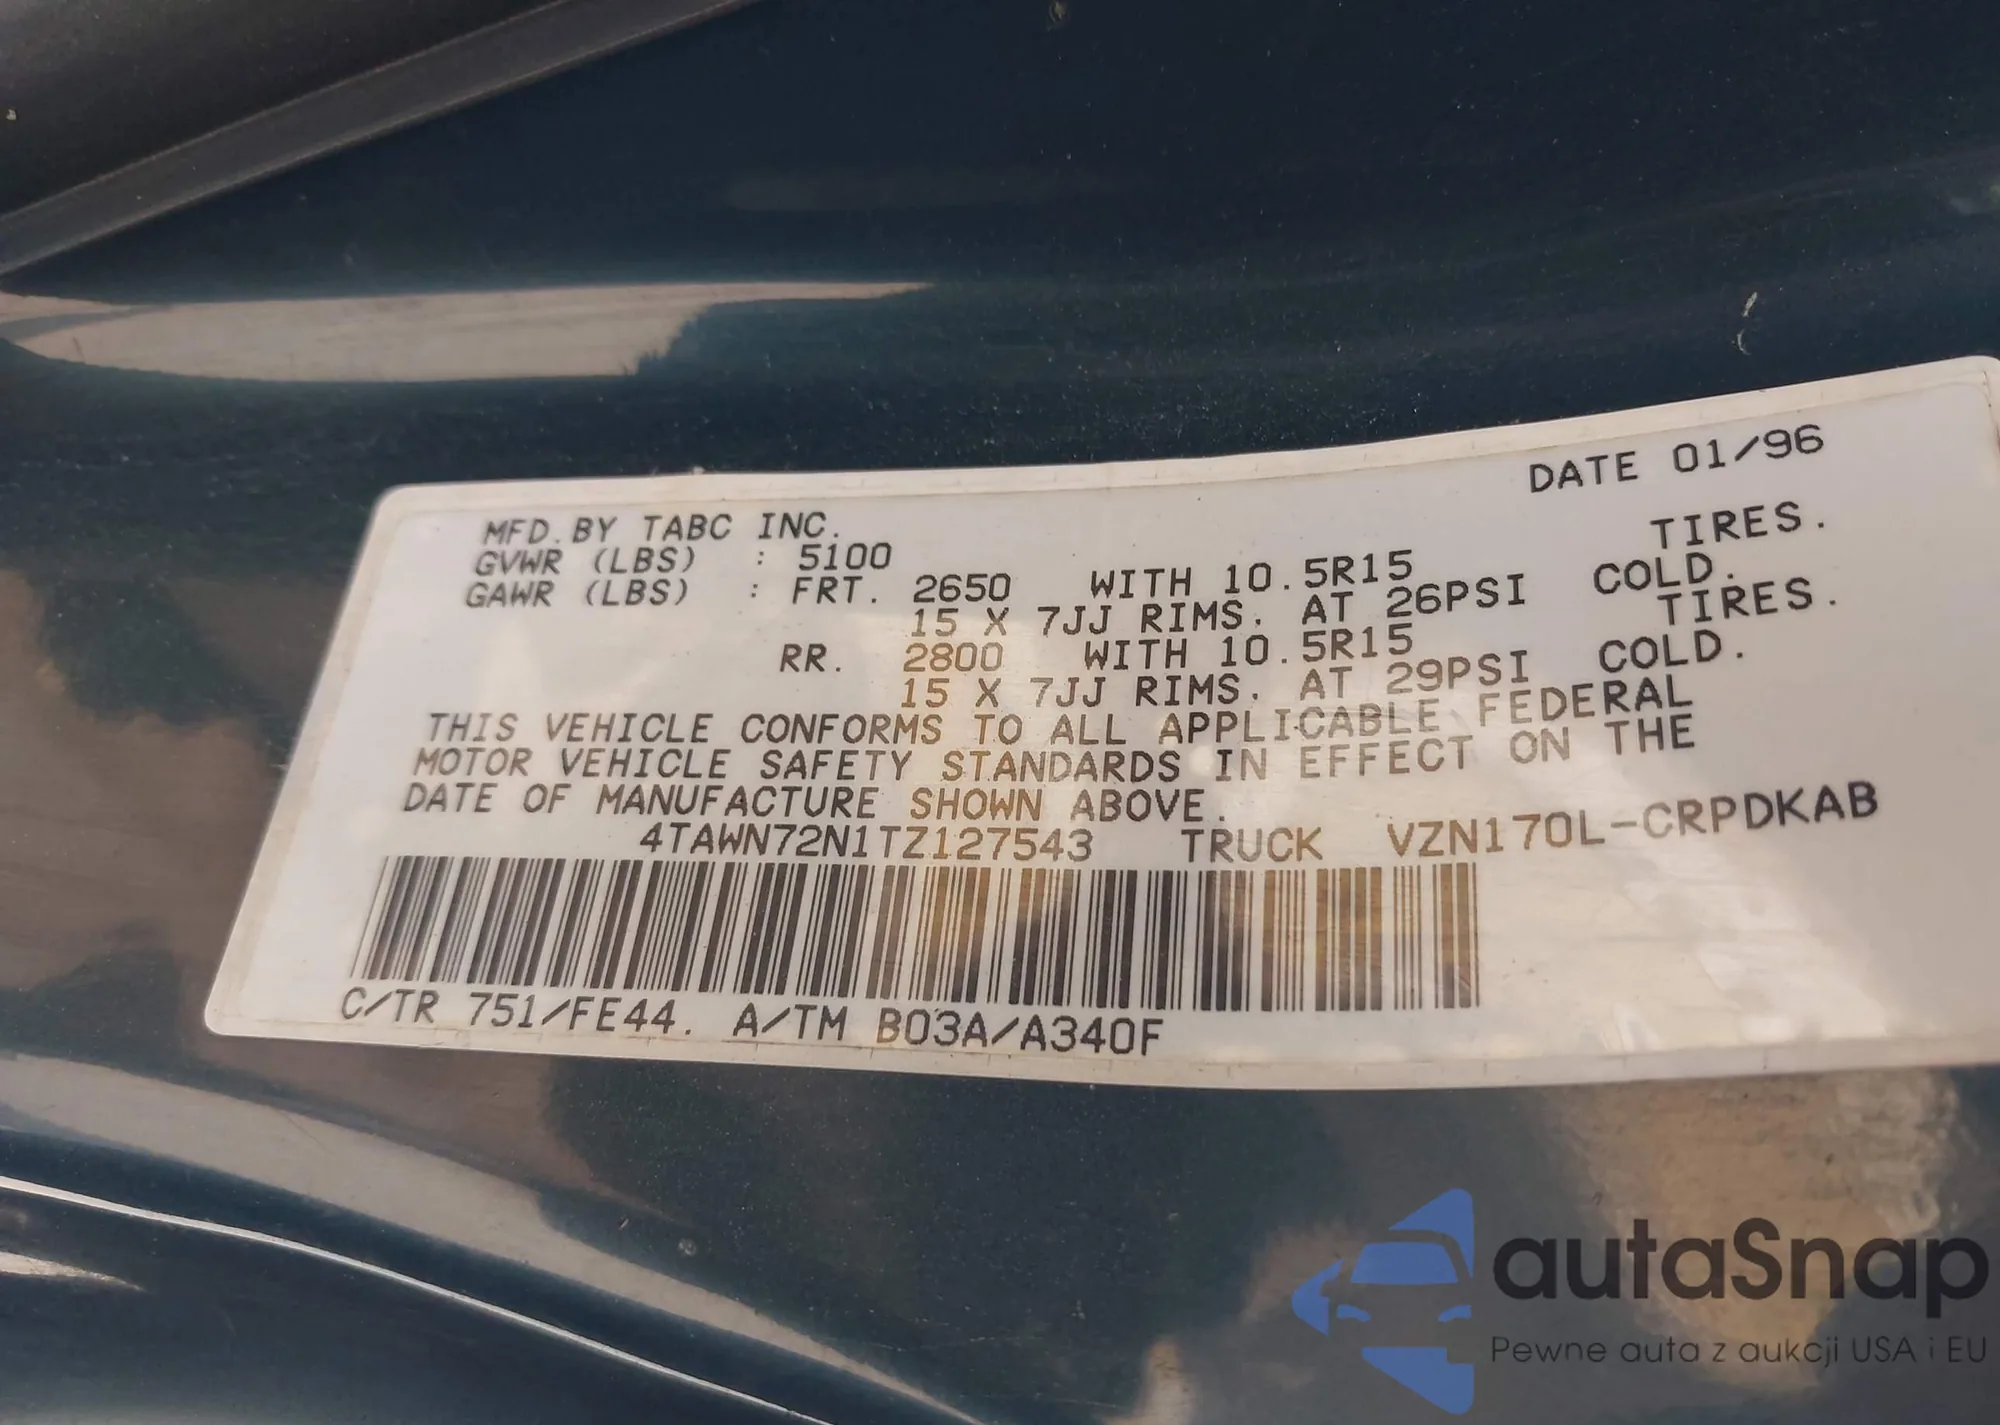 DATE 01/96
MFD.BY TABC INC.
GVWR (LBS) : 5100
GAWR (LBS) : FRT. 2650 WITH 10.5R15 TIRES.
15 X 7JJ RIMS. AT 26PSI COLD.
RR. 2800 WITH 10.5R15 TIRES.
15 X 7JJ RIMS. AT 29PSI COLD.
THIS VEHICLE CONFORMS TO ALL APPLICABLE FEDERAL
MOTOR VEHICLE SAFETY STANDARDS IN EFFECT ON THE
DATE OF MANUFACTURE SHOWN ABOVE.
4TAWN72N1TZ127543 TRUCK VZN170L-CRPDKAB
C/TR 751/FE44. A/TM B03A/A340F
autaSnap
Pewne auta z aukcji USA i EU